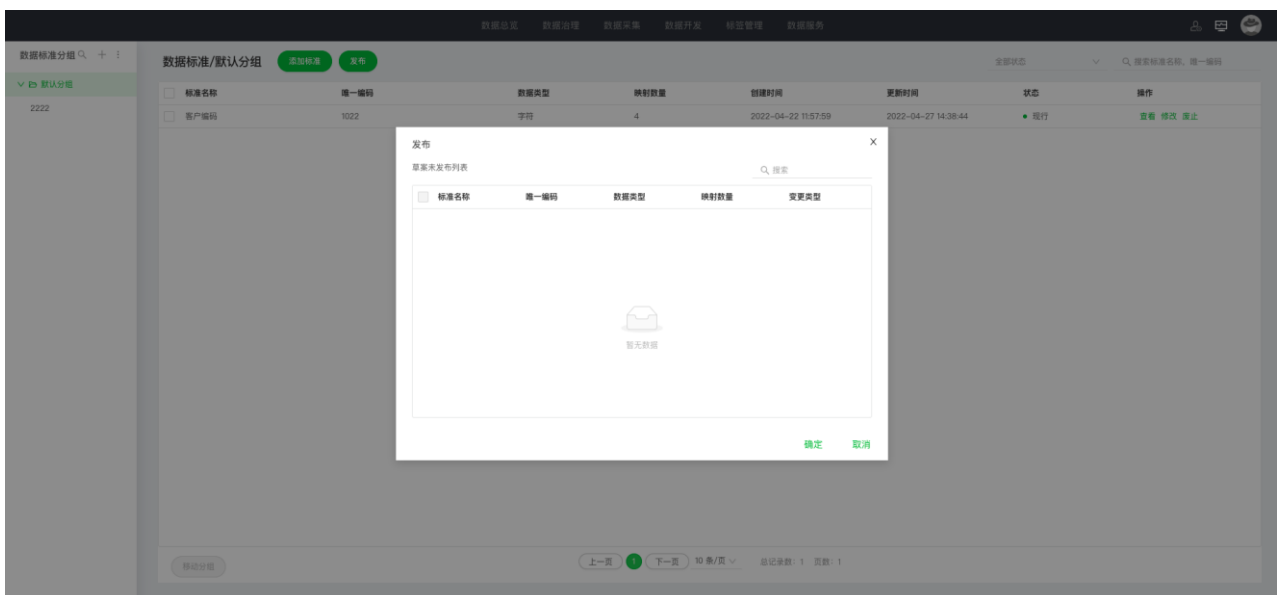 数据总览 数据治理 数据采集 数据开发 标签管理 数据服务
数据标准分组
默认分组
2222
数据标准/默认分组 添加标准 发布 全部状态 搜索标准名称、唯一编码
标准名称 唯一编码 数据类型 映射数量 创建时间 更新时间 状态 操作
客户编码 1022 字符 4 2022-04-22 11:57:59 2022-04-27 14:38:44 现行 查看 修改 废止
发布 X
草案未发布列表 搜索
标准名称 唯一编码 数据类型 映射数量 变更类型
暂无数据
确定 取消
移动分组 上一页 1 下一页 10 条/页 总记录数: 1 页数: 1